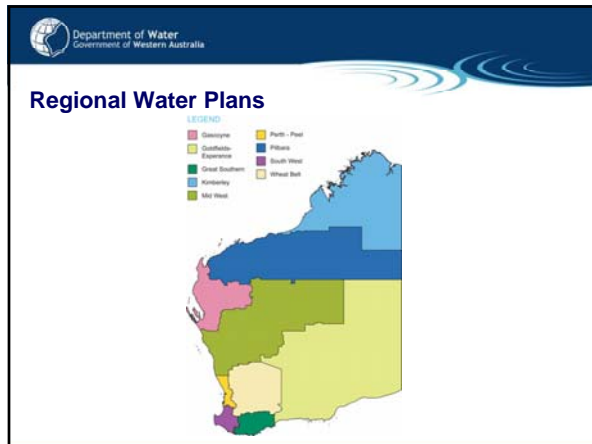 Department of Water
Government of Western Australia
Regional Water Plans
LEGEND
Gascoyne
Goldfields-
Esperance
Great Southern
Kimberley
Mid West
Perth - Peel
Pilbara
South West
Wheat Belt